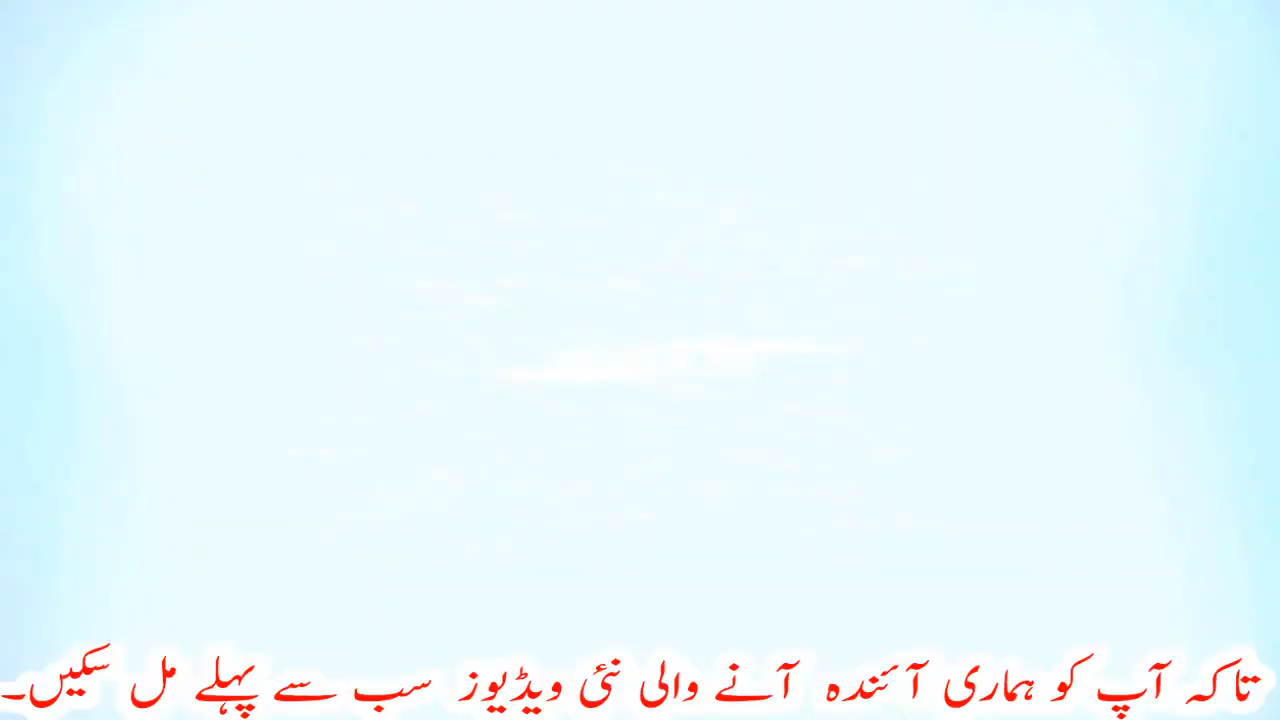 تاکہ آپ کو ہماری آئندہ آنے والی نئی ویڈیوز سب سے پہلے مل سکیں۔